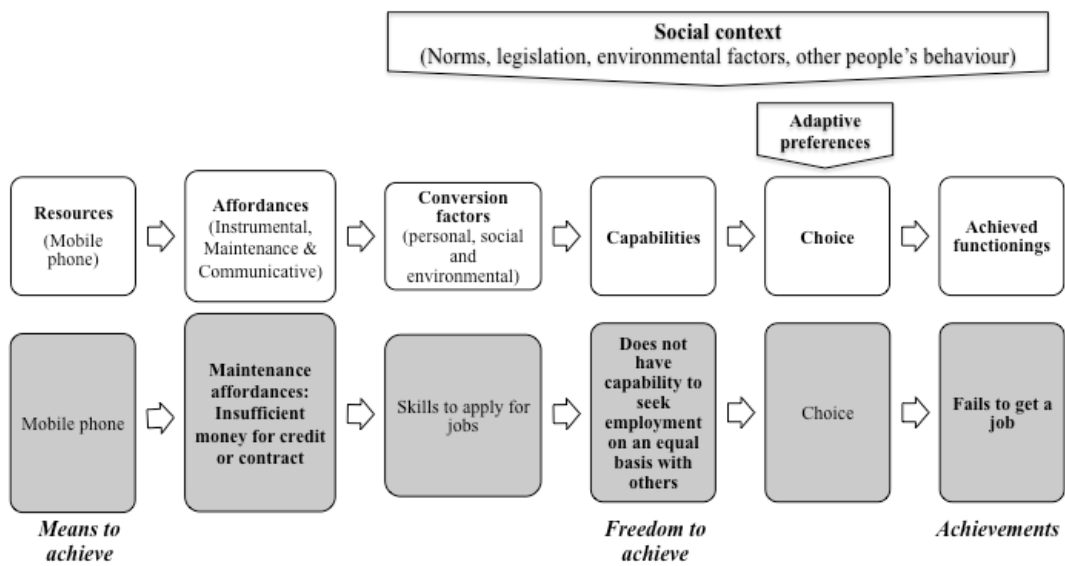 Social context
(Norms, legislation, environmental factors, other people's behaviour)
Adaptive
preferences
Resources
(Mobile
phone)
Affordances
(Instrumental,
Maintenance &
Communicative)
Conversion
factors
(personal, social
and
environmental)
Capabilities
Choice
Achieved
functionings
Mobile phone
Maintenance
affordances:
Insufficient
money for credit
or contract
Skills to apply for
jobs
Does not
have
capability to
seek
employment
on an equal
basis with
others
Choice
Fails to get a
job
Means to
achieve
Freedom to
achieve
Achievements